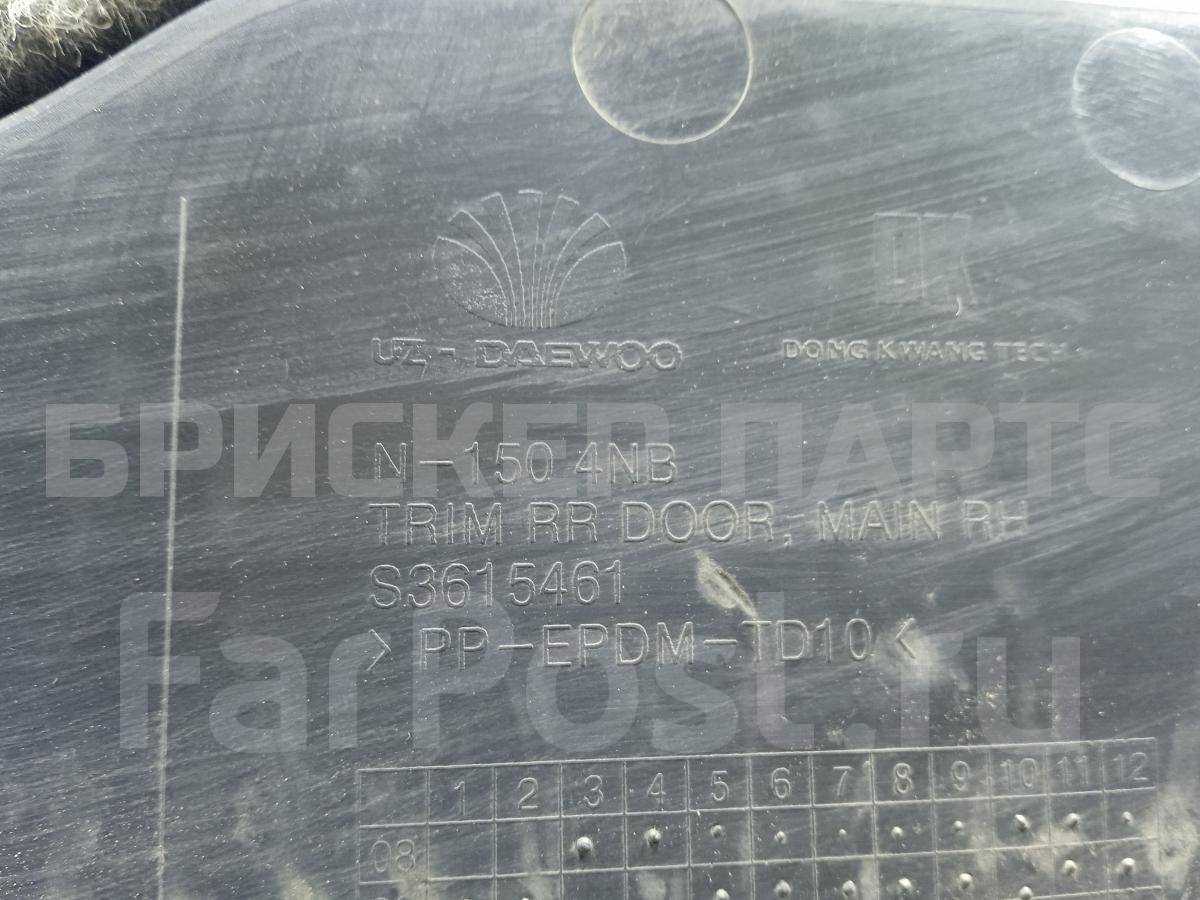 DK
UZ-DAEWOO
DONG KWANG TECH
БРИСКЕР ПАРТС
N-150 4NB
TRIM RR DOOR, MAIN RH
S3615461
>PP-EPDM-TD10<
FarPost.ru
1 2 3 4 5 6 7 8 9 10 11 12
08